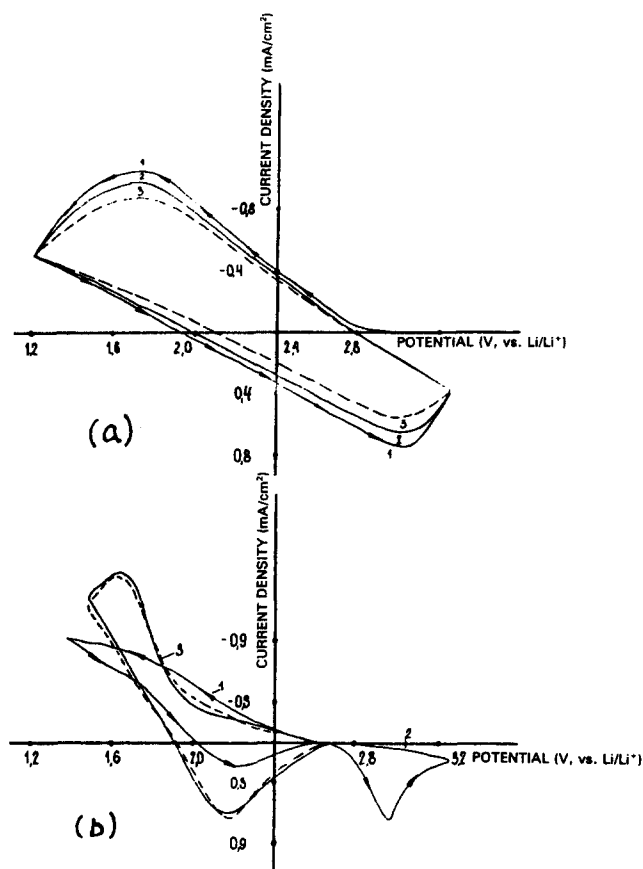 CURRENT DENSITY (mA/cm²)
1
2
3
-0,8
-0,4
1,2 1,6 2,0 2,4 2,8
POTENTIAL (V, vs. Li/Li⁺)
0,4
0,8
3
2
1
(a)
CURRENT DENSITY (mA/cm²)
-0,9
-0,3
3
1
2
1,2 1,6 2,0 2,8 3,2
POTENTIAL (V, vs. Li/Li⁺)
0,3
0,9
(b)